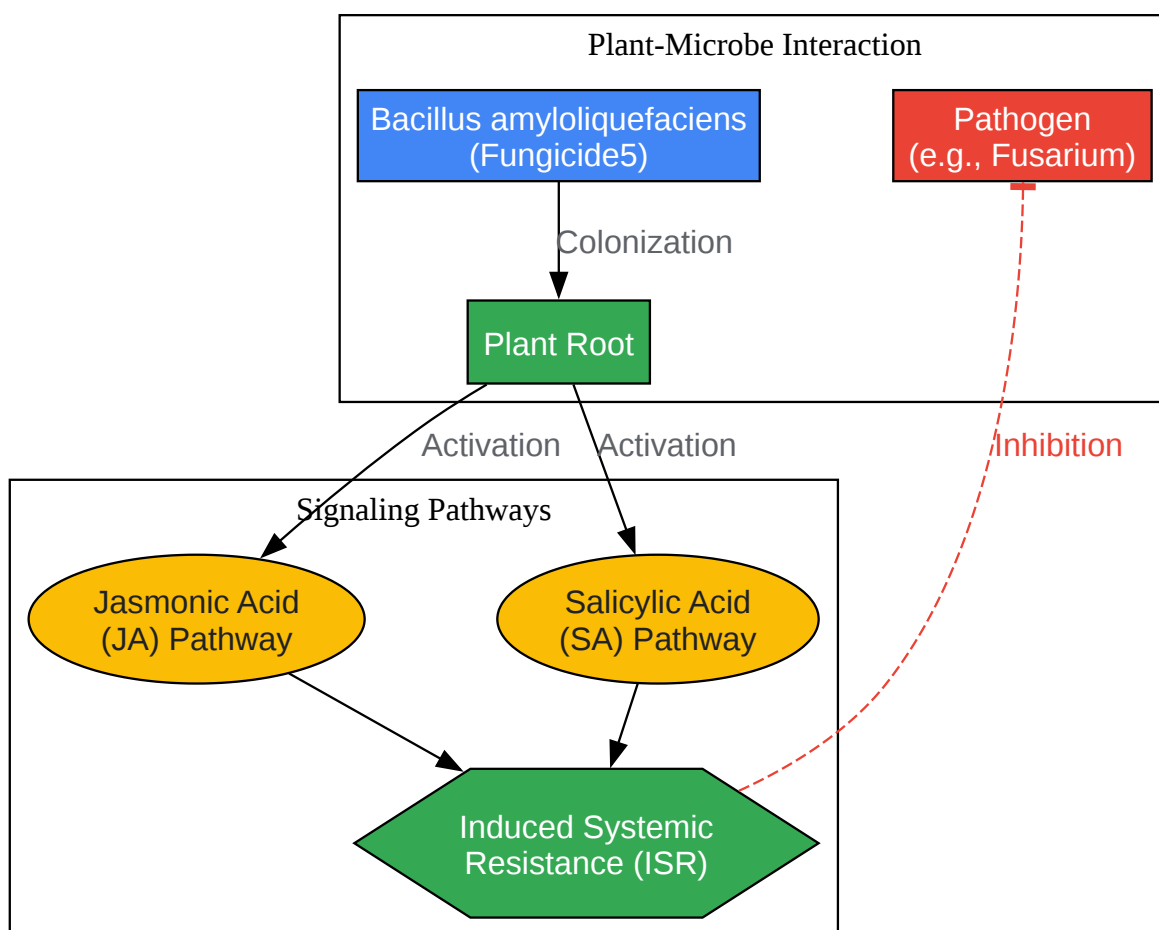 Plant-Microbe Interaction
Bacillus amyloliquefaciens
(Fungicide5)
Pathogen
(e.g., Fusarium)
Colonization
Plant Root
Activation
Activation
Inhibition
Signaling Pathways
Jasmonic Acid
(JA) Pathway
Salicylic Acid
(SA) Pathway
Induced Systemic
Resistance (ISR)